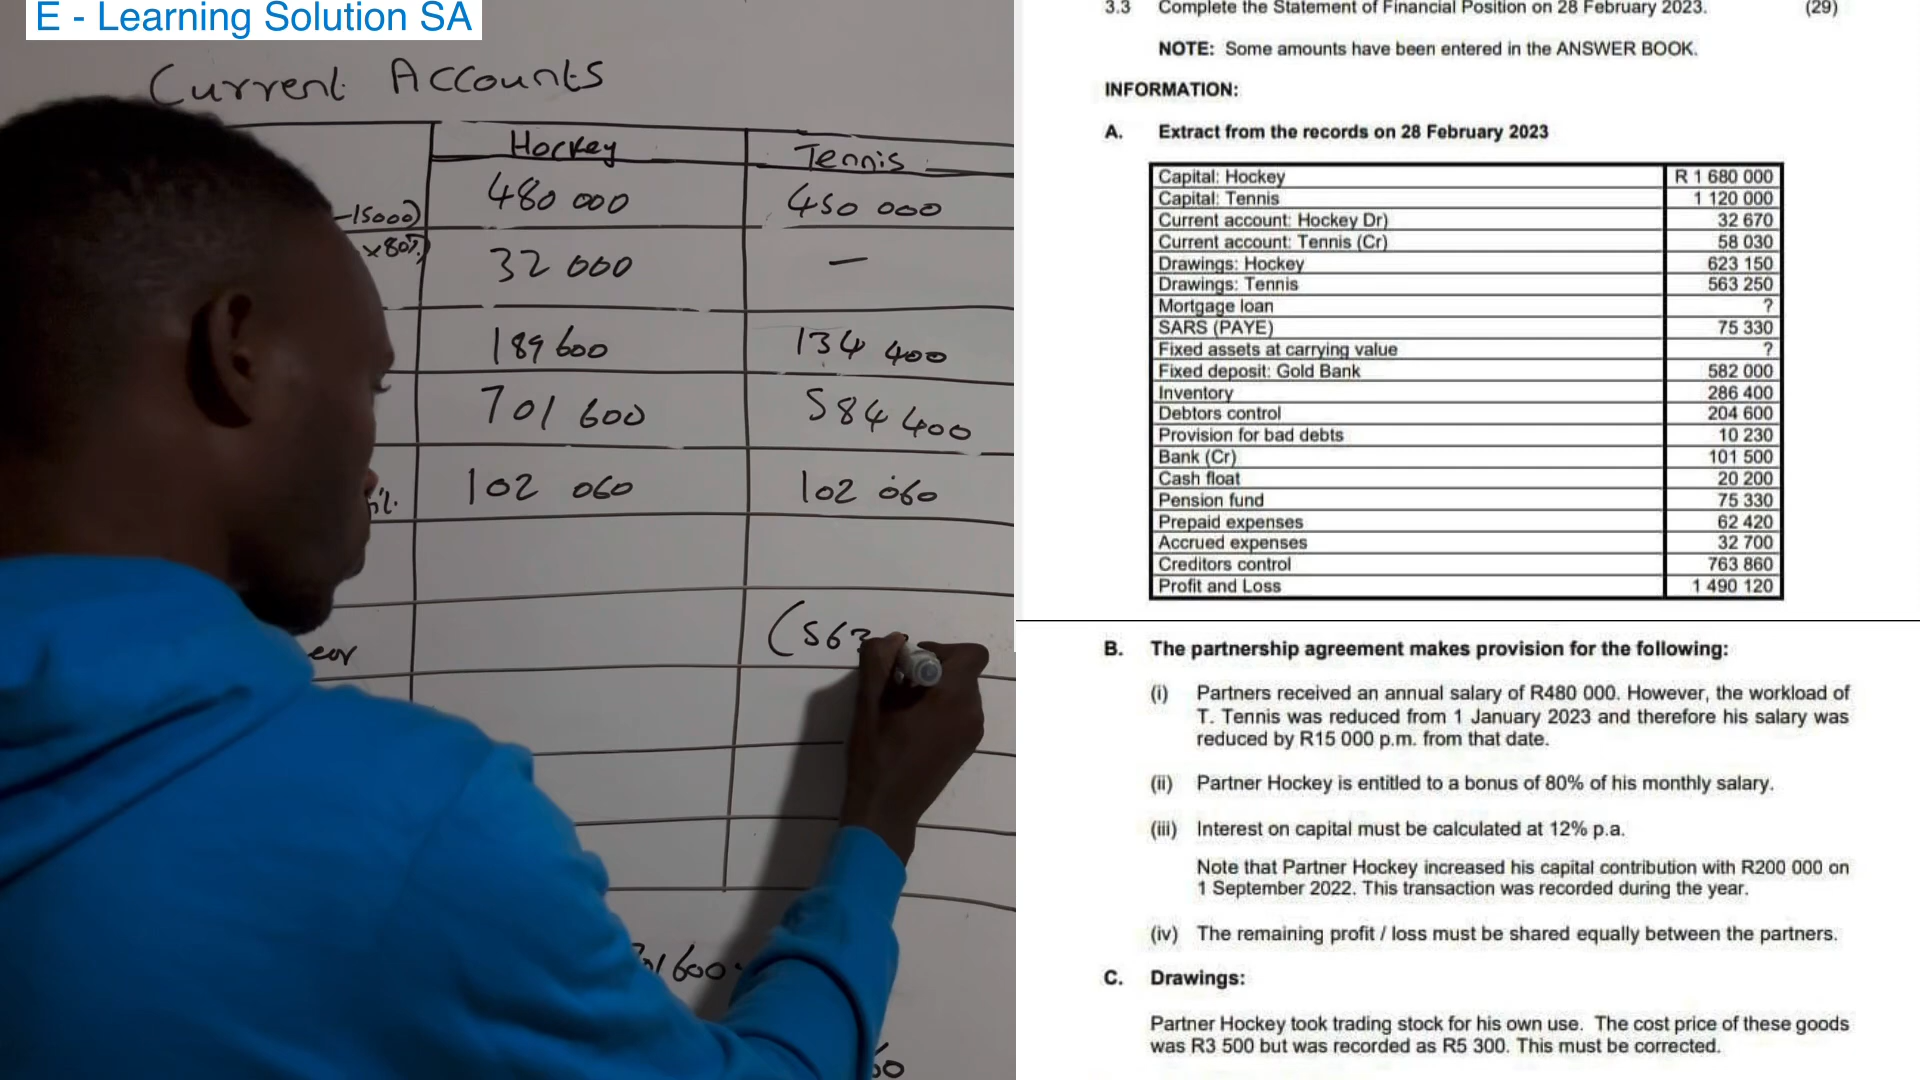 E - Learning Solution SA
Current Accounts
Hockey Tennis
-15000) 480 000 450 000
x80%) 32 000 –
189 600 134 400
701 600 584 400
102 060 102 060
(563
1600
60
3.3 Complete the Statement of Financial Position on 28 February 2023. (29)
NOTE: Some amounts have been entered in the ANSWER BOOK.
INFORMATION:
A. Extract from the records on 28 February 2023
Capital: Hockey R 1 680 000
Capital: Tennis 1 120 000
Current account: Hockey Dr) 32 670
Current account: Tennis (Cr) 58 030
Drawings: Hockey 623 150
Drawings: Tennis 563 250
Mortgage loan ?
SARS (PAYE) 75 330
Fixed assets at carrying value ?
Fixed deposit: Gold Bank 582 000
Inventory 286 400
Debtors control 204 600
Provision for bad debts 10 230
Bank (Cr) 101 500
Cash float 20 200
Pension fund 75 330
Prepaid expenses 62 420
Accrued expenses 32 700
Creditors control 763 860
Profit and Loss 1 490 120
B. The partnership agreement makes provision for the following:
(i) Partners received an annual salary of R480 000. However, the workload of
T. Tennis was reduced from 1 January 2023 and therefore his salary was
reduced by R15 000 p.m. from that date.
(ii) Partner Hockey is entitled to a bonus of 80% of his monthly salary.
(iii) Interest on capital must be calculated at 12% p.a.
Note that Partner Hockey increased his capital contribution with R200 000 on
1 September 2022. This transaction was recorded during the year.
(iv) The remaining profit / loss must be shared equally between the partners.
C. Drawings:
Partner Hockey took trading stock for his own use. The cost price of these goods
was R3 500 but was recorded as R5 300. This must be corrected.